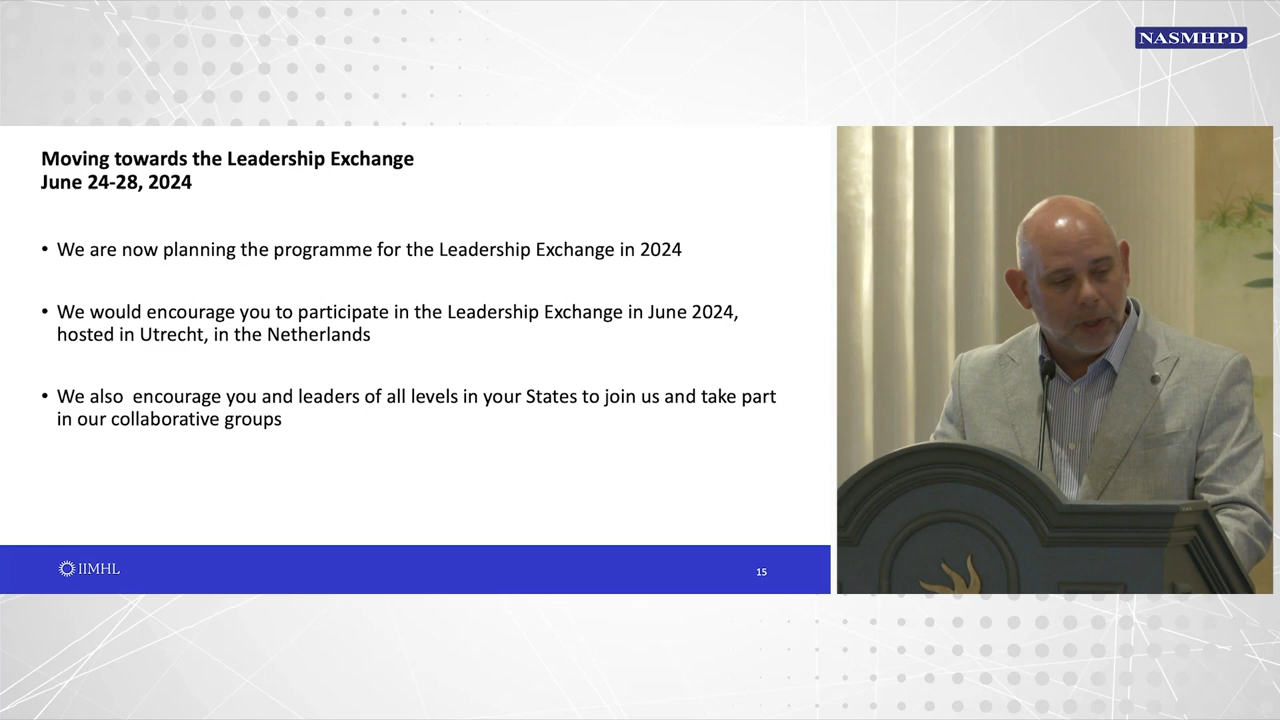 NASMHPD
Moving towards the Leadership Exchange
June 24-28, 2024
• We are now planning the programme for the Leadership Exchange in 2024
• We would encourage you to participate in the Leadership Exchange in June 2024,
hosted in Utrecht, in the Netherlands
• We also  encourage you and leaders of all levels in your States to join us and take part
in our collaborative groups
IIMHL
15